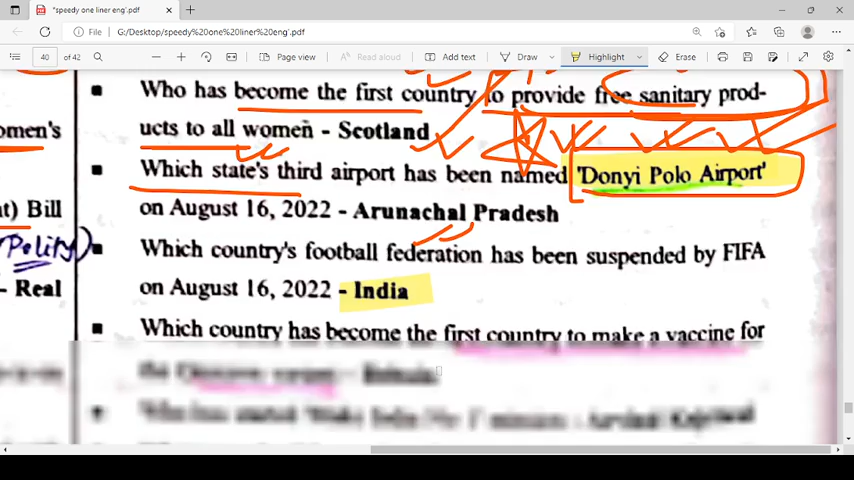 *speedy one liner eng'.pdf
File G:/Desktop/speedy%20one%20liner%20eng'.pdf
40 of 42 Page view Read aloud Add text Draw Highlight Erase
Who has become the first country to provide free sanitary prod-
omen's
ucts to all women - Scotland
Which state's third airport has been named 'Donyi Polo Airport'
t) Bill
on August 16, 2022 - Arunachal Pradesh
(Polity)
Which country's football federation has been suspended by FIFA
- Real
on August 16, 2022 - India
Which country has become the first country to make a vaccine for